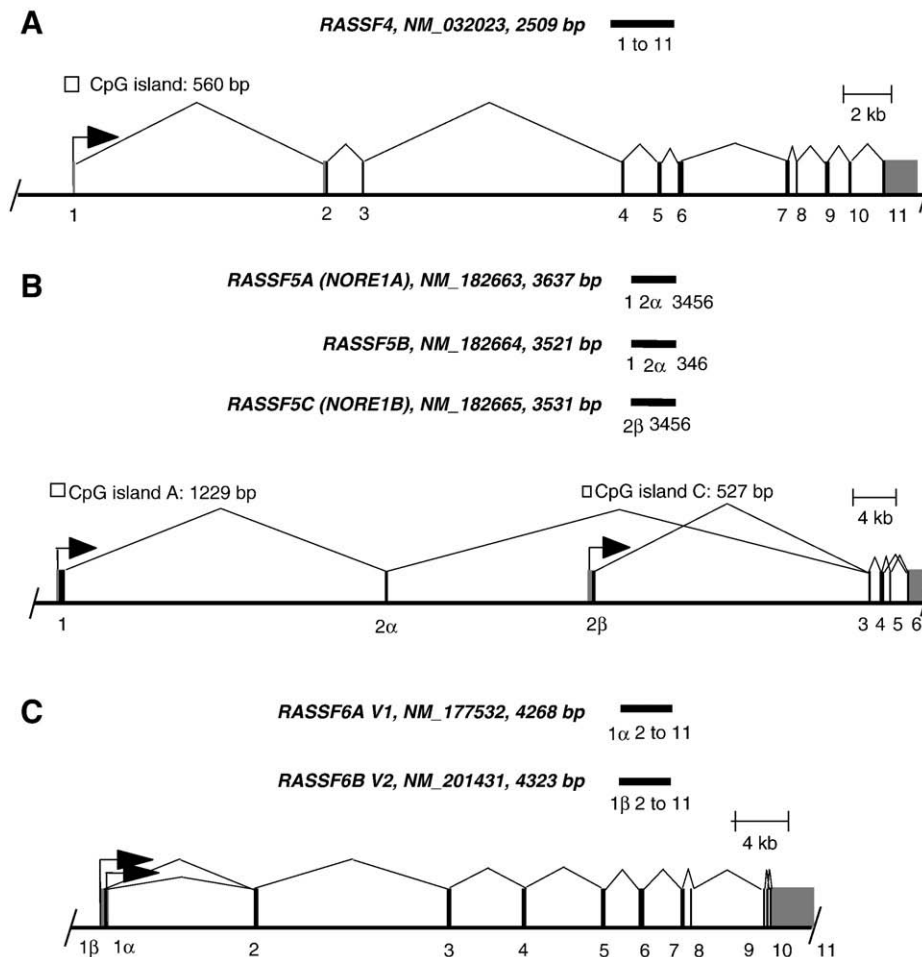 A
RASSF4, NM_032023, 2509 bp
1 to 11
CpG island: 560 bp
2 kb
1 2 3 4 5 6 7 8 9 10 11
B
RASSF5A (NORE1A), NM_182663, 3637 bp
1 2α 3456
RASSF5B, NM_182664, 3521 bp
1 2α 346
RASSF5C (NORE1B), NM_182665, 3531 bp
2β 3456
CpG island A: 1229 bp
CpG island C: 527 bp
4 kb
1 2α 2β 3 4 5 6
C
RASSF6A V1, NM_177532, 4268 bp
1α 2 to 11
RASSF6B V2, NM_201431, 4323 bp
1β 2 to 11
4 kb
1β 1α 2 3 4 5 6 7 8 9 10 11